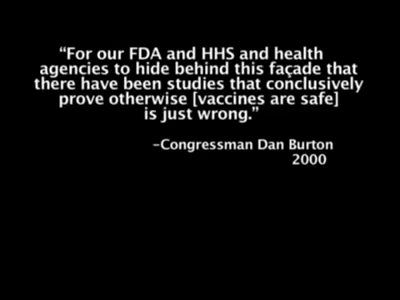 “For our FDA and HHS and health
agencies to hide behind this façade that
there have been studies that conclusively
prove otherwise [vaccines are safe]
is just wrong.”
–Congressman Dan Burton
2000